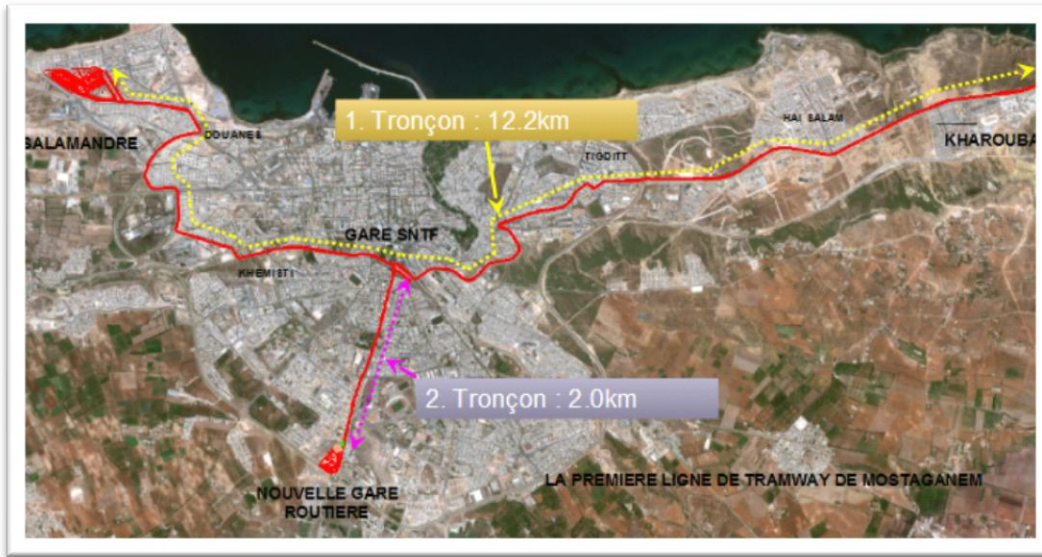 1. Tronçon : 12.2km
DOUANES
HAI SALAM
SALAMANDRE
KHAROUBA
TIGDITT
GARE SNTF
KHEMISTI
2. Tronçon : 2.0km
LA PREMIERE LIGNE DE TRAMWAY DE MOSTAGANEM
NOUVELLE GARE
ROUTIERE